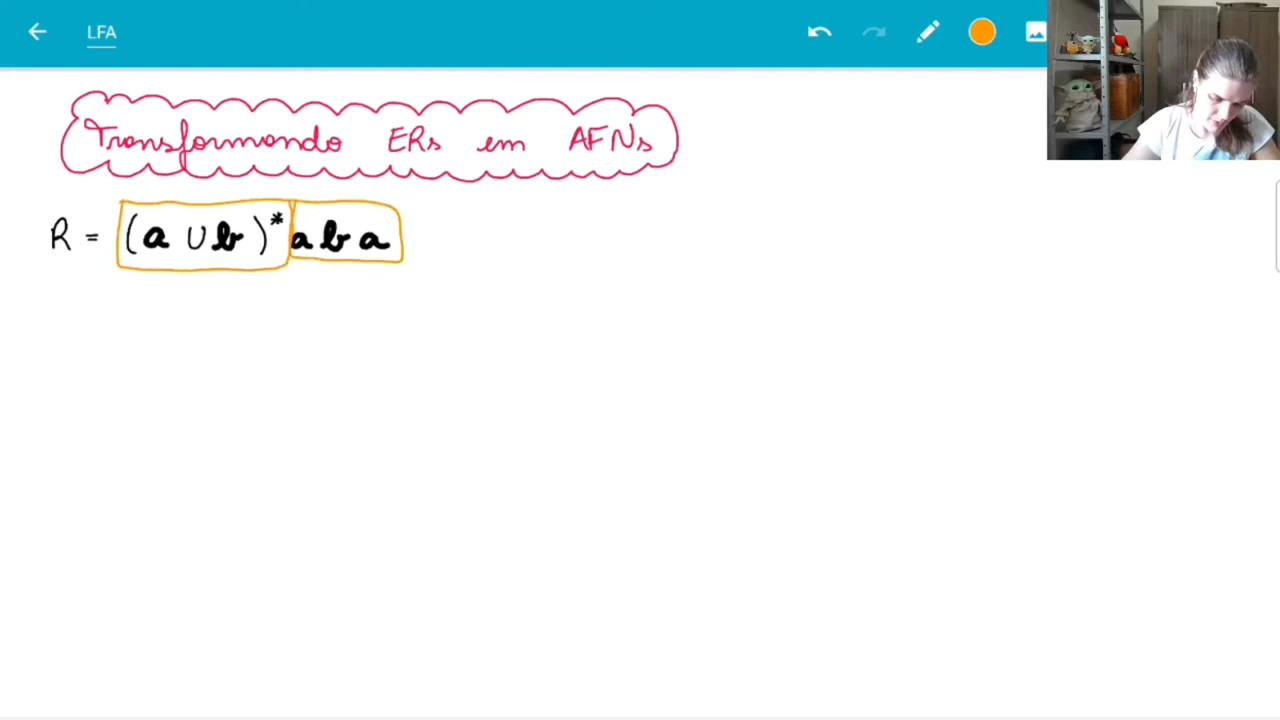 LFA
Transformando ERs em AFNs
R = (a ∪ b)* a b a